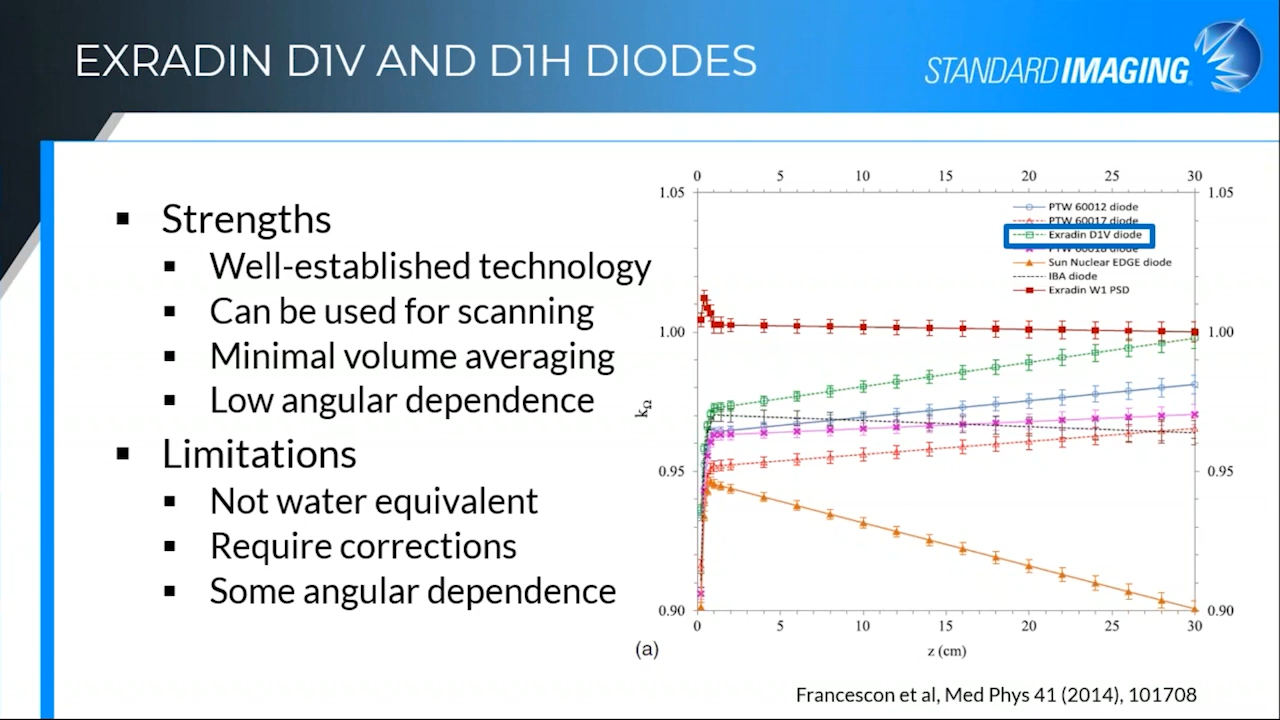 EXRADIN D1V AND D1H DIODES
STANDARD IMAGING
▪ Strengths
▪ Well-established technology
▪ Can be used for scanning
▪ Minimal volume averaging
▪ Low angular dependence
▪ Limitations
▪ Not water equivalent
▪ Require corrections
▪ Some angular dependence
0 5 10 15 20 25 30
1.05 1.05
PTW 60012 diode
PTW 60017 diode
Exradin D1V diode
PTW 60018 diode
Sun Nuclear EDGE diode
IBA diode
Exradin W1 PSD
1.00 1.00
kΩ
0.95 0.95
0.90 0.90
0 5 10 15 20 25 30
(a)
z (cm)
Francescon et al, Med Phys 41 (2014), 101708